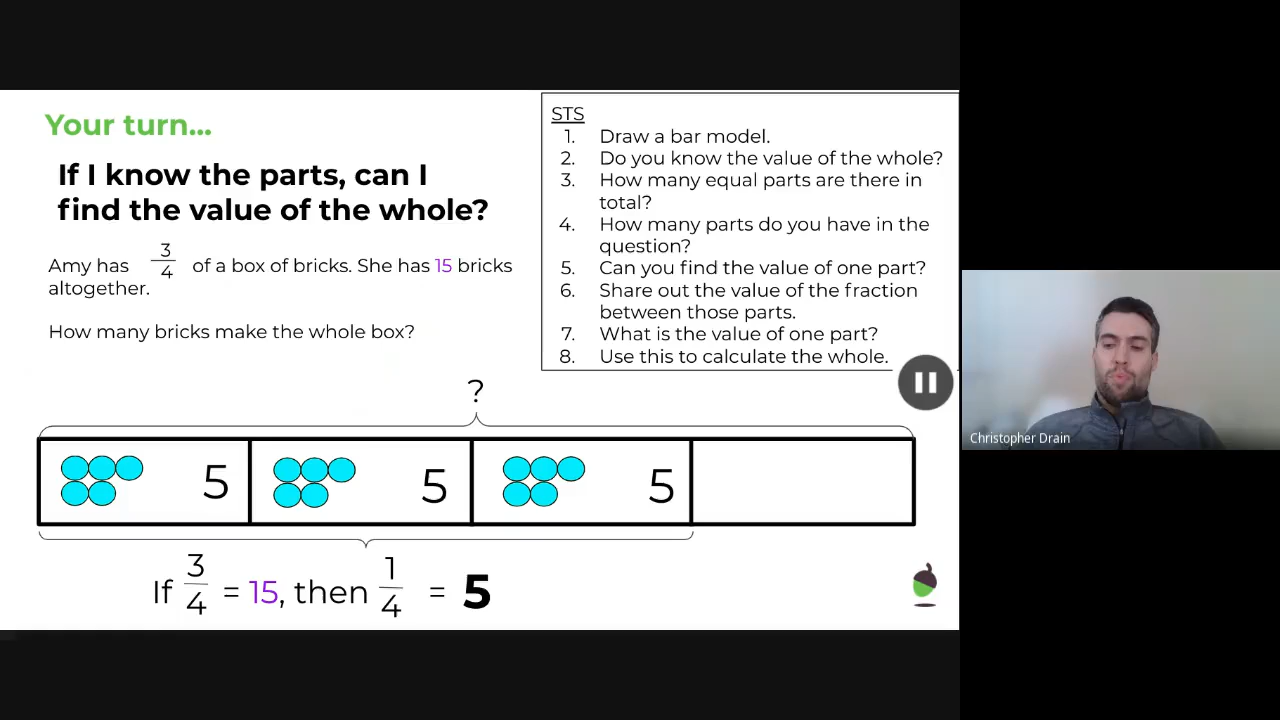 Your turn...
If I know the parts, can I
find the value of the whole?
Amy has 3/4 of a box of bricks. She has 15 bricks
altogether.
How many bricks make the whole box?
STS
1. Draw a bar model.
2. Do you know the value of the whole?
3. How many equal parts are there in
total?
4. How many parts do you have in the
question?
5. Can you find the value of one part?
6. Share out the value of the fraction
between those parts.
7. What is the value of one part?
8. Use this to calculate the whole.
Christopher Drain
?
5 5 5
If 3/4 = 15, then 1/4 = 5